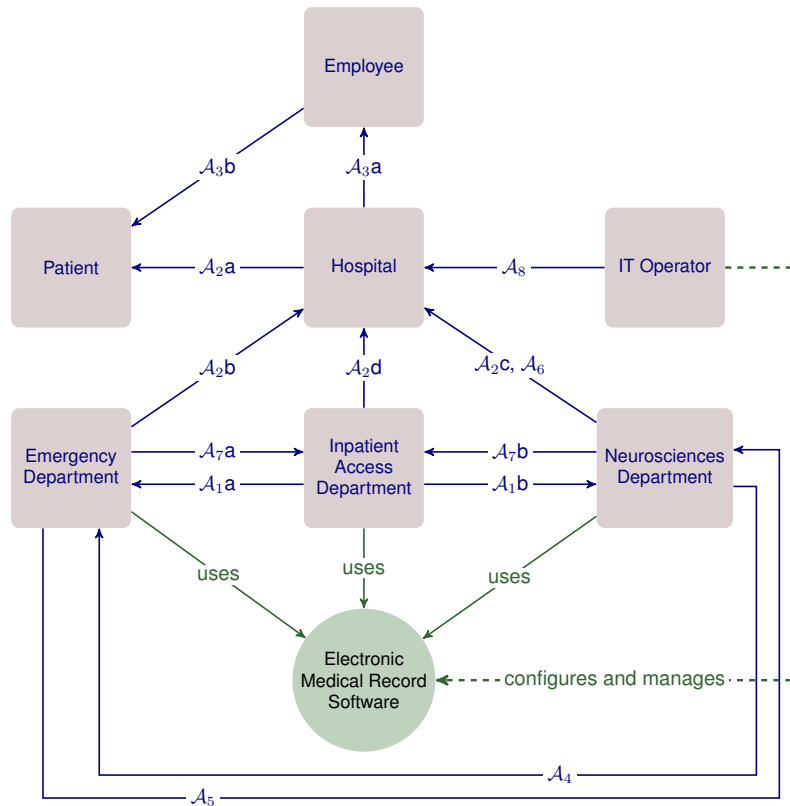 Employee
𝒜₃b
𝒜₃a
Patient
𝒜₂a
Hospital
𝒜₈
IT Operator
𝒜₂b
𝒜₂d
𝒜₂c, 𝒜₆
Emergency
Department
𝒜₇a
𝒜₁a
Inpatient
Access
Department
𝒜₇b
𝒜₁b
Neurosciences
Department
uses
uses
uses
Electronic
Medical Record
Software
configures and manages
𝒜₄
𝒜₅